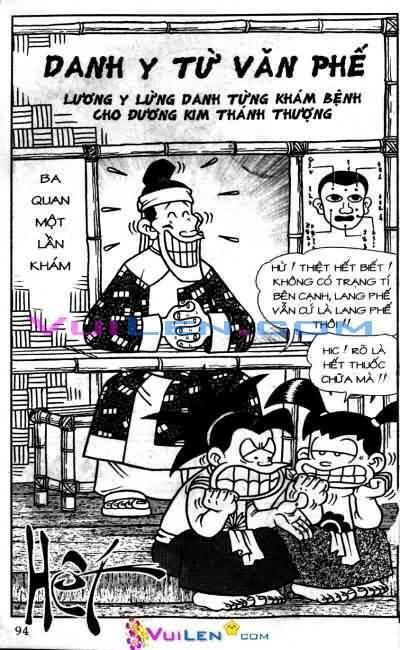 DANH Y TỪ VĂN PHẾ
LƯƠNG Y LỪNG DANH TỪNG KHÁM BỆNH
CHO ĐƯƠNG KIM THÁNH THƯỢNG
BA
QUAN
MỘT
LẦN
KHÁM
HỪ ! THIỆT HẾT BIẾT !
KHÔNG CÓ TRẠNG TÍ
BÊN CẠNH, LANG PHẾ
VẪN CỨ LÀ LANG PHẾ
THÔI !!
VUILEN.COM
HIC ! RÕ LÀ
HẾT THUỐC
CHỮA MÀ !!
Hết
94
VUILEN.COM